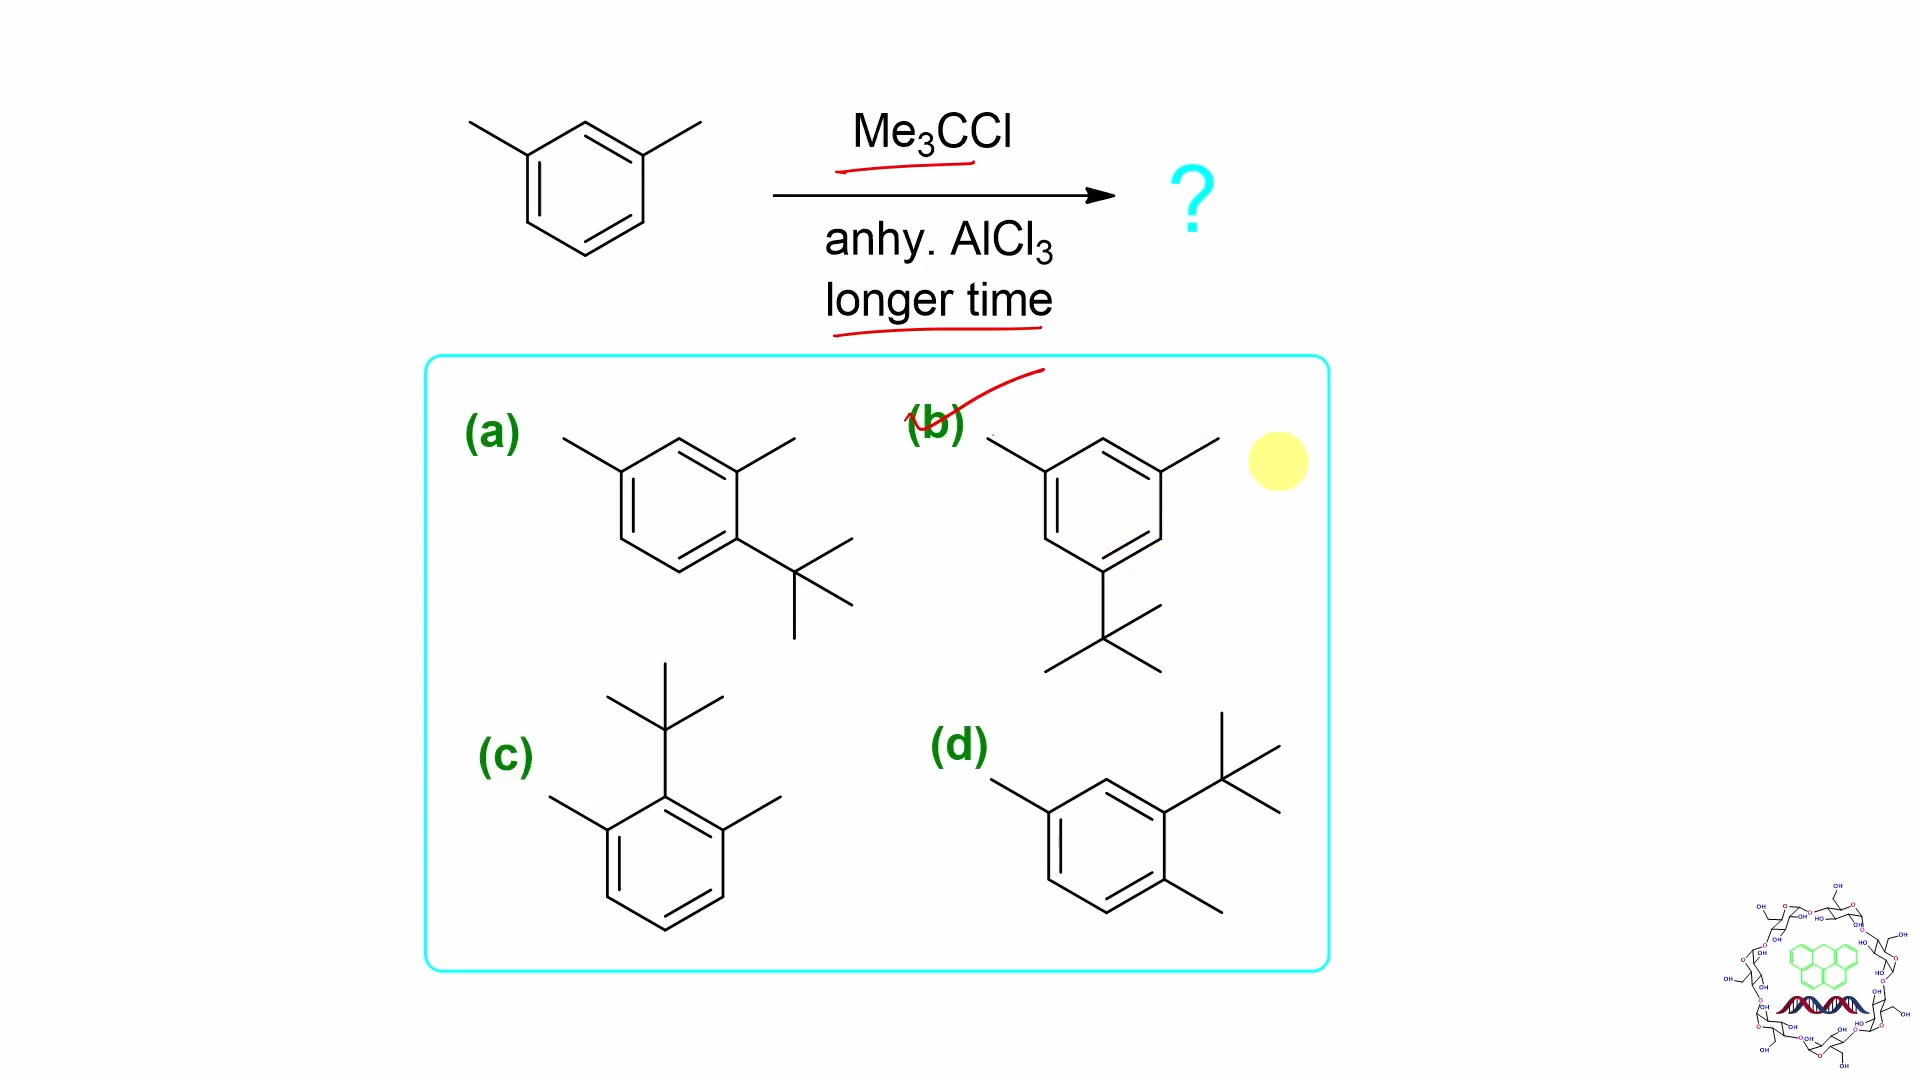 Me₃CCl
anhy. AlCl₃
longer time
?
(a)
(b)
(c)
(d)